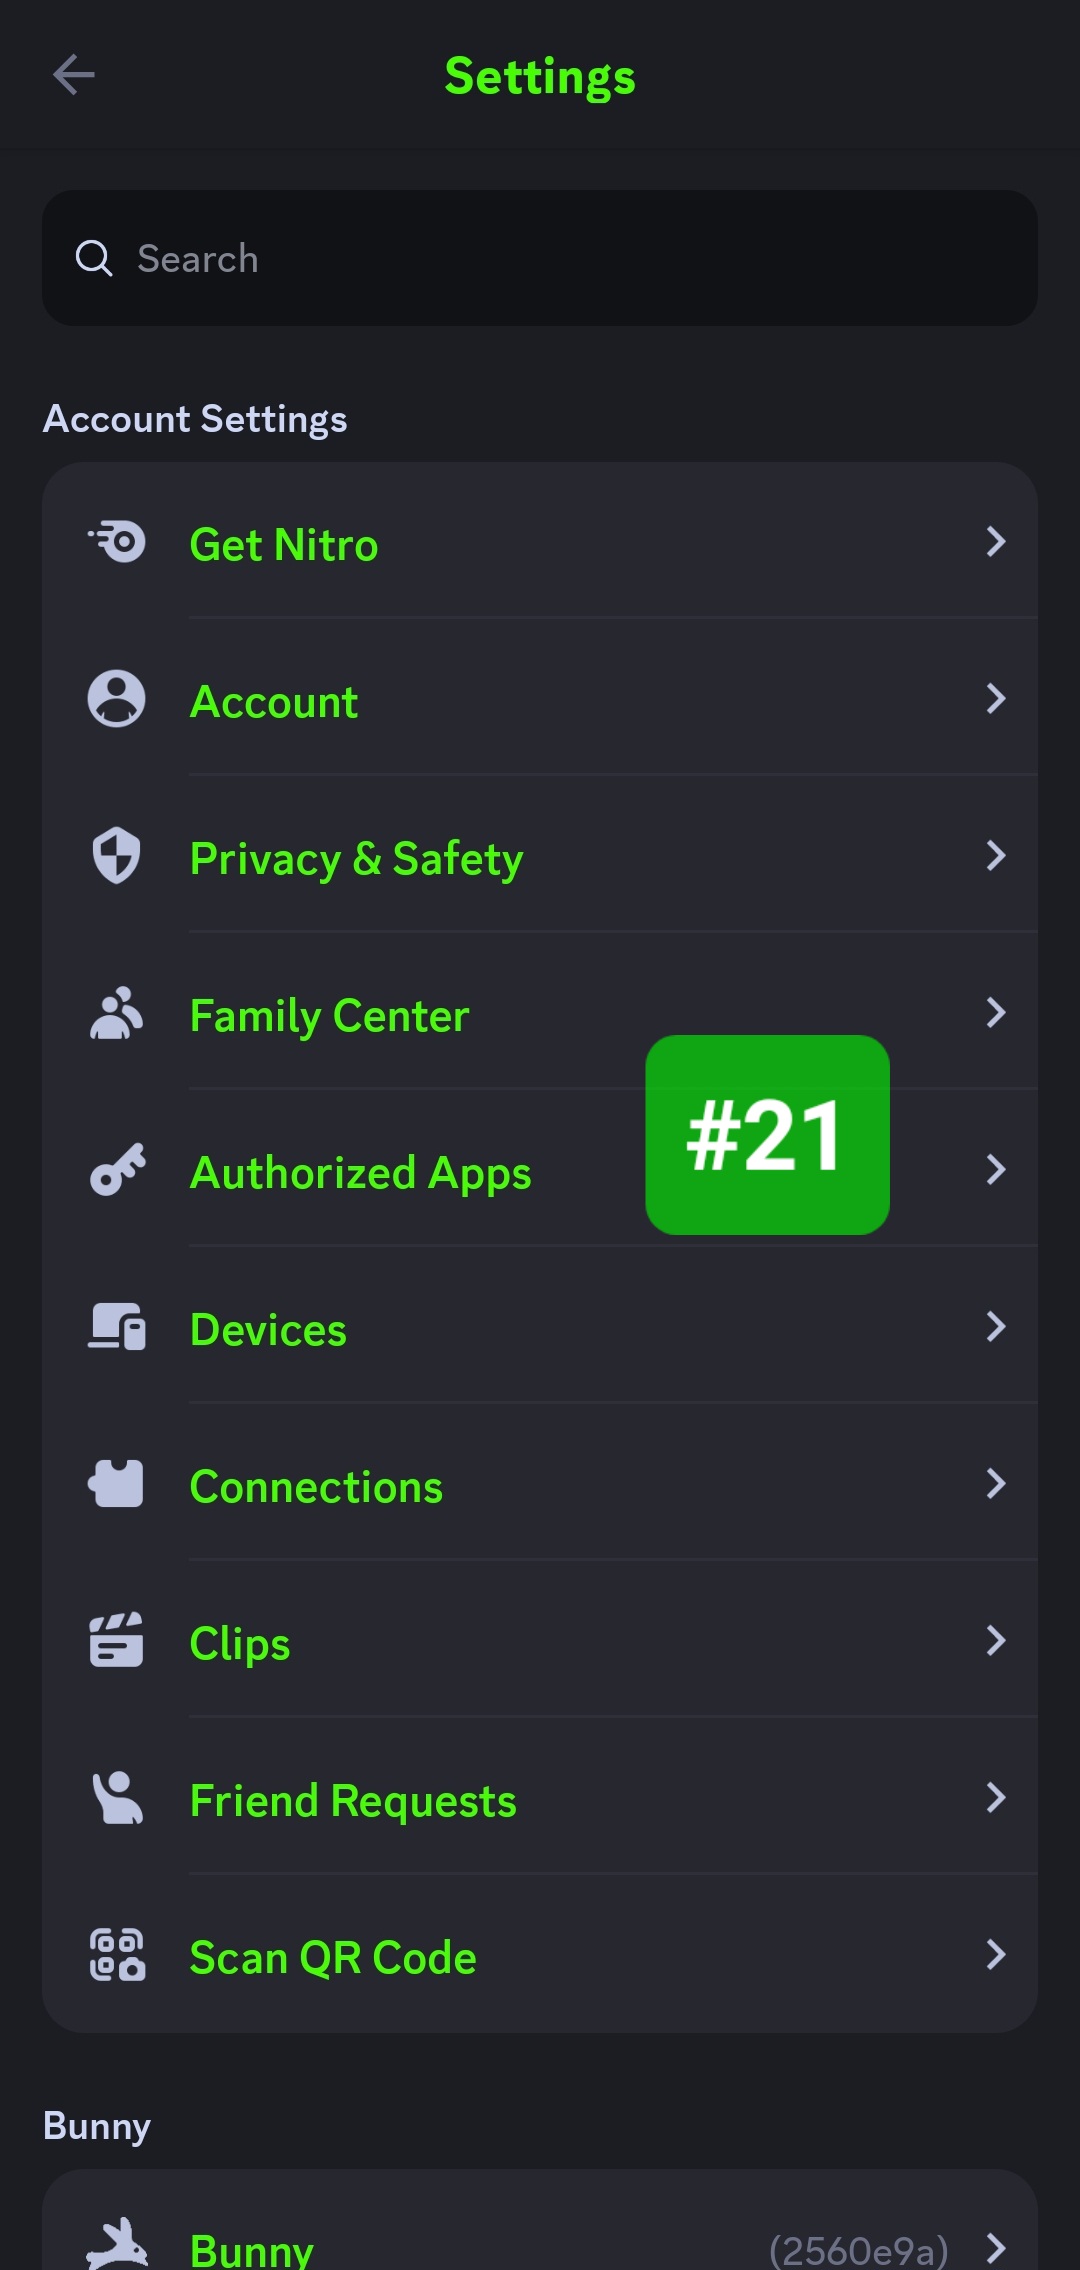 Settings
Search
Account Settings
Get Nitro
Account
Privacy & Safety
Family Center
#21
Authorized Apps
Devices
Connections
Clips
Friend Requests
Scan QR Code
Bunny
Bunny (2560e9a)